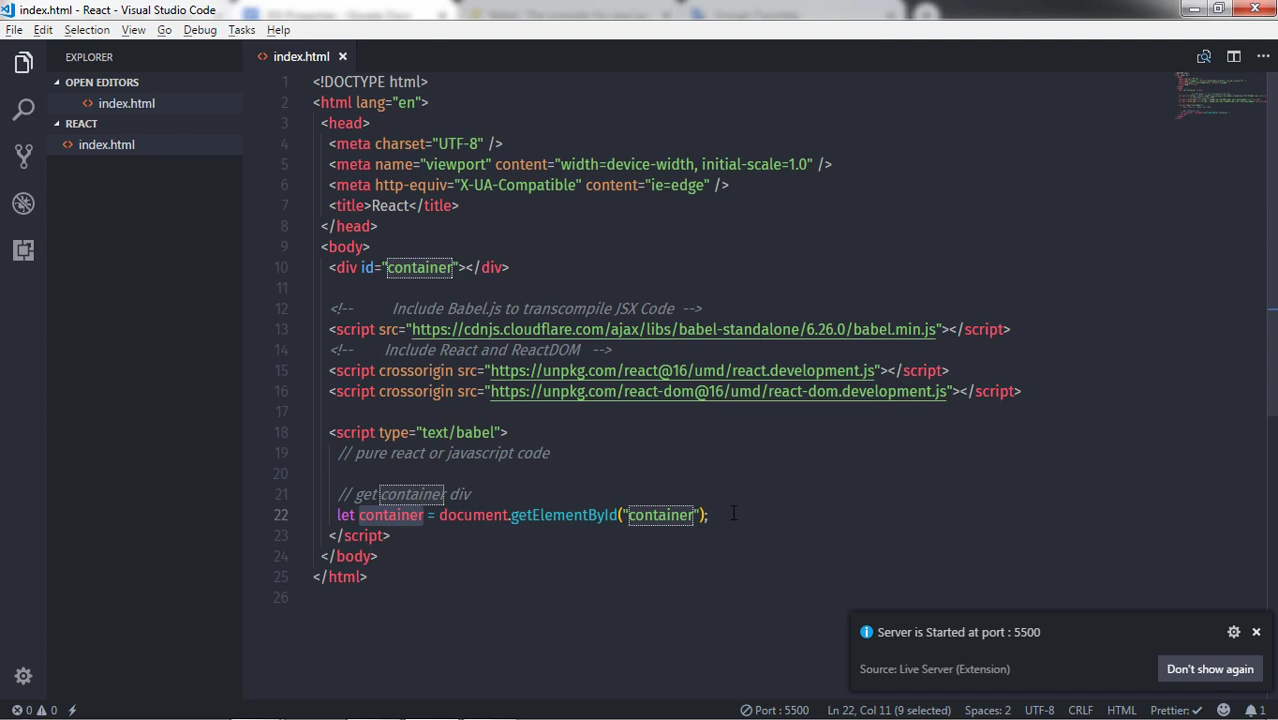 index.html - React - Visual Studio Code
File Edit Selection View Go Debug Tasks Help
EXPLORER
OPEN EDITORS
<> index.html
REACT
<> index.html
<> index.html
1 <!DOCTYPE html>
2 <html lang="en">
3 <head>
4 <meta charset="UTF-8" />
5 <meta name="viewport" content="width=device-width, initial-scale=1.0" />
6 <meta http-equiv="X-UA-Compatible" content="ie=edge" />
7 <title>React</title>
8 </head>
9 <body>
10 <div id="container"></div>
11
12 <!-- Include Babel.js to transcompile JSX Code -->
13 <script src="https://cdnjs.cloudflare.com/ajax/libs/babel-standalone/6.26.0/babel.min.js"></script>
14 <!-- Include React and ReactDOM -->
15 <script crossorigin src="https://unpkg.com/react@16/umd/react.development.js"></script>
16 <script crossorigin src="https://unpkg.com/react-dom@16/umd/react-dom.development.js"></script>
17
18 <script type="text/babel">
19 // pure react or javascript code
20
21 // get container div
22 let container = document.getElementById("container");
23 </script>
24 </body>
25 </html>
26
Server is Started at port : 5500
Source: Live Server (Extension)
Don't show again
0 0
Port : 5500 Ln 22, Col 11 (9 selected) Spaces: 2 UTF-8 CRLF HTML Prettier: ✓ 1